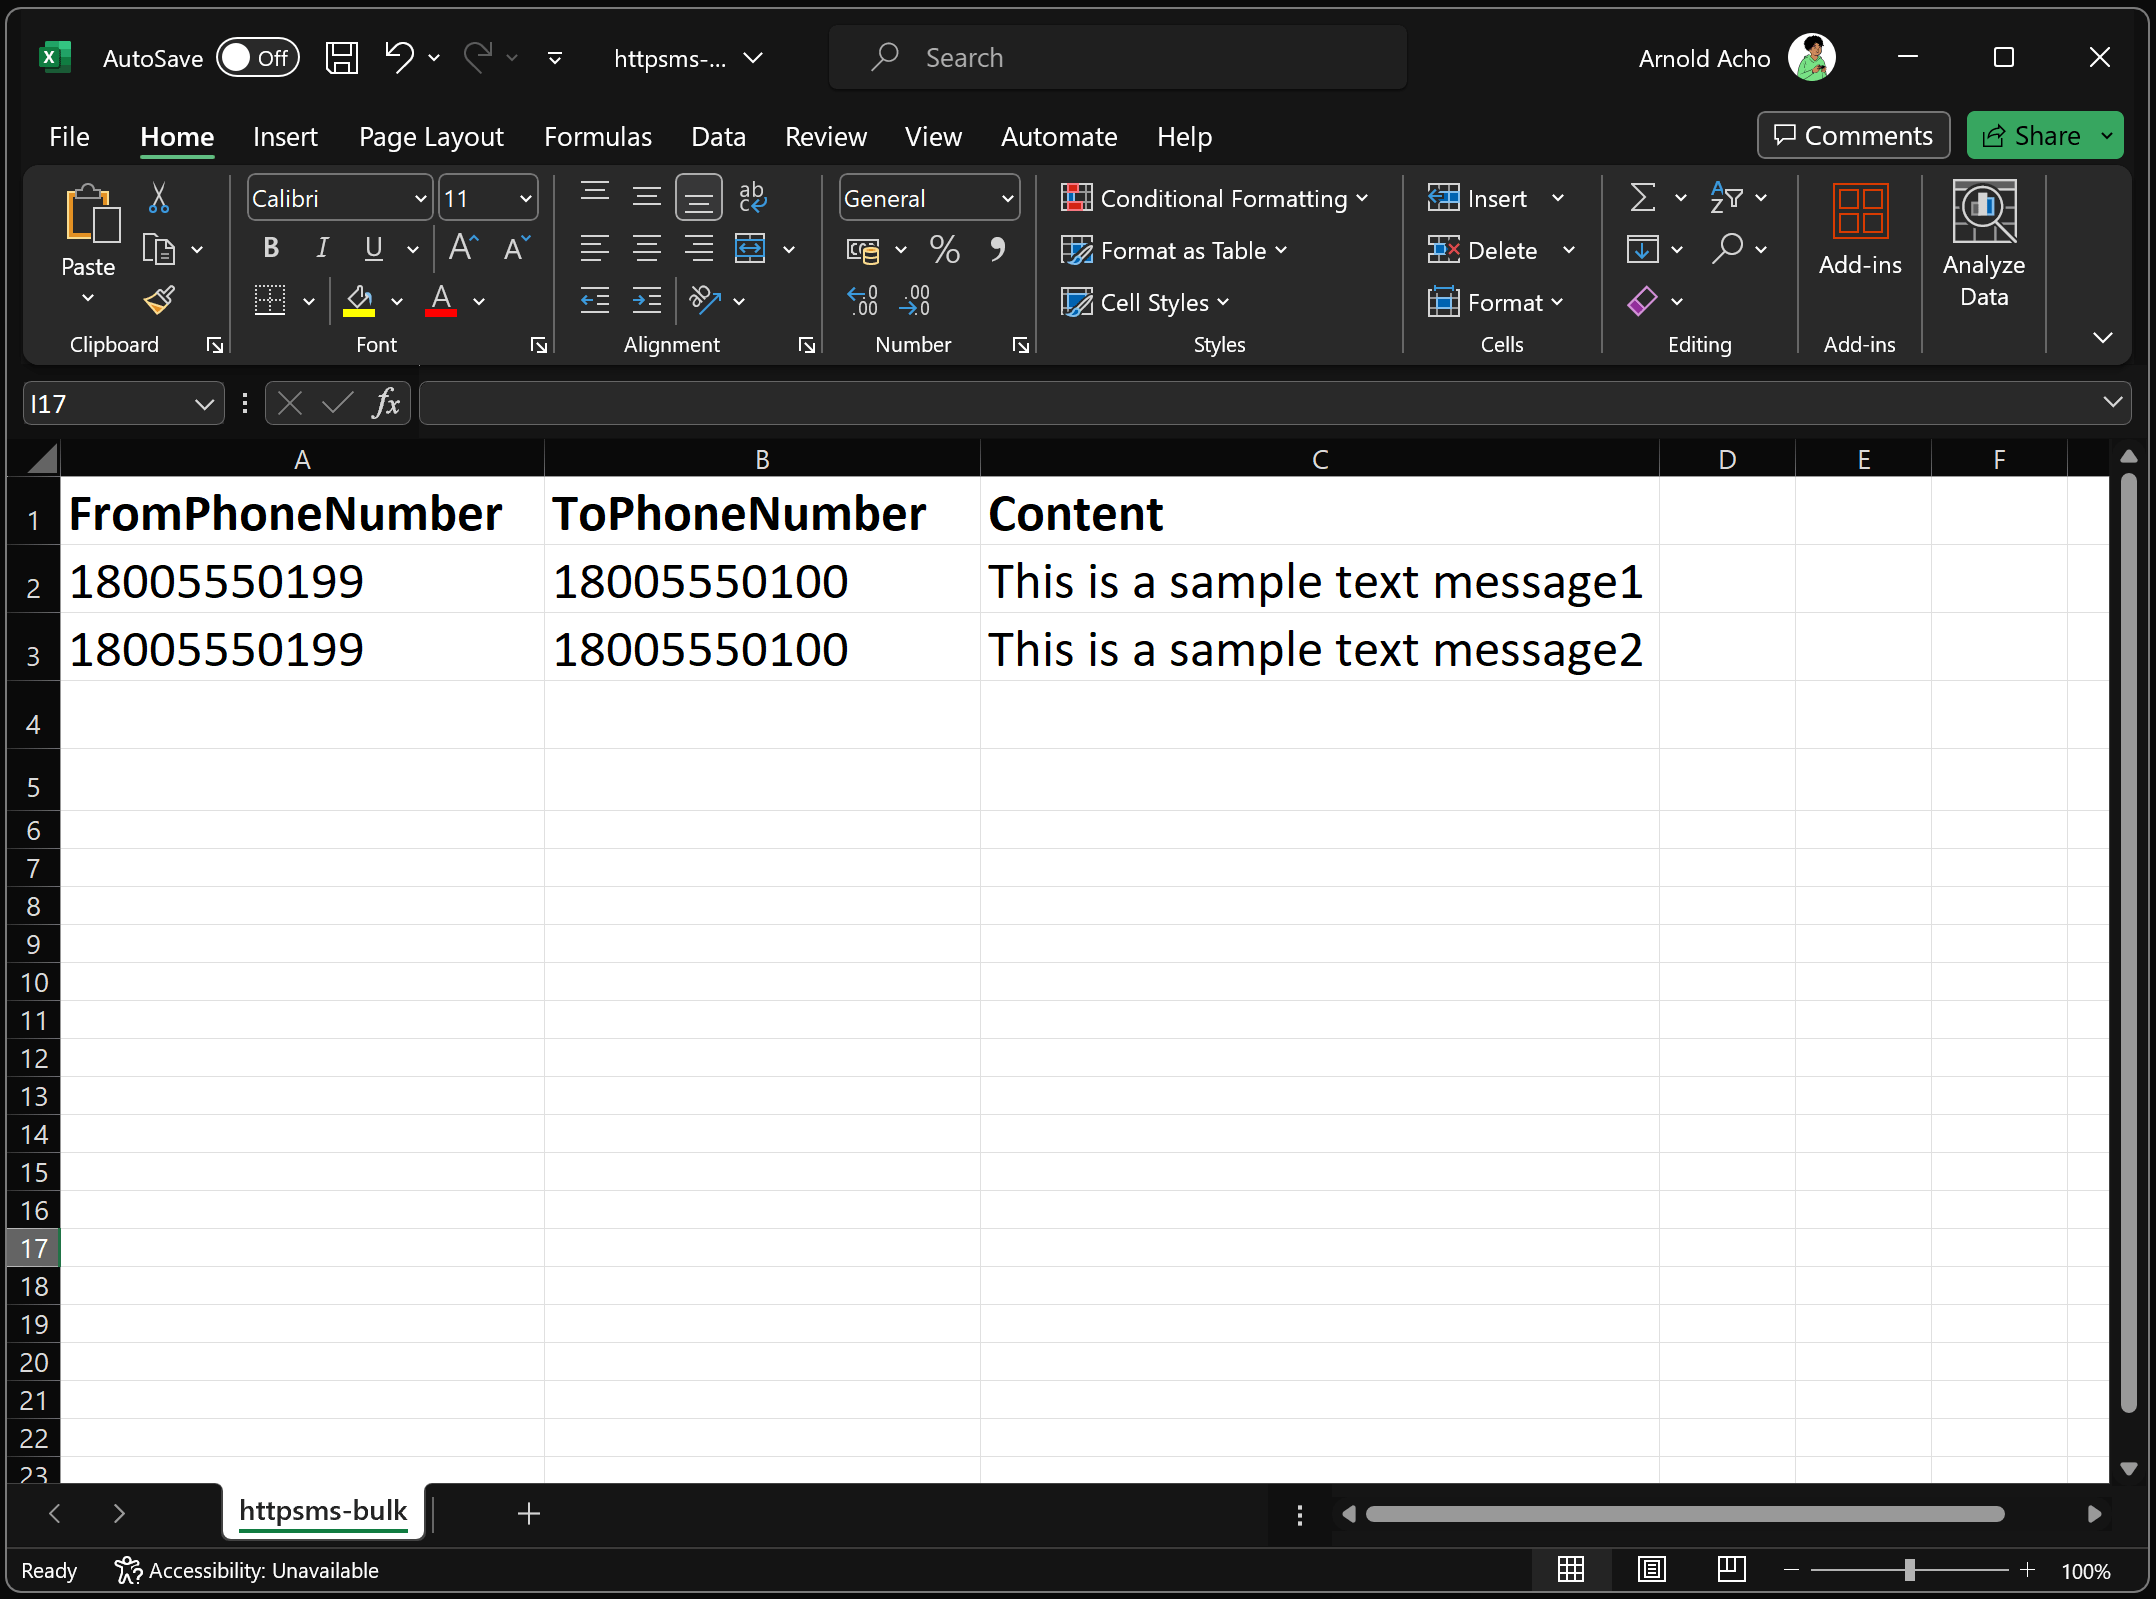 AutoSave Off httpsms-... Search Arnold Acho
File Home Insert Page Layout Formulas Data Review View Automate Help Comments Share
Paste Calibri 11 General Conditional Formatting Insert Add-ins Analyze Data
B I U A A % Format as Table Delete
A Cell Styles Format
Clipboard Font Alignment Number Styles Cells Editing Add-ins
I17 fx
A B C D E F
1 FromPhoneNumber ToPhoneNumber Content
2 18005550199 18005550100 This is a sample text message1
3 18005550199 18005550100 This is a sample text message2
4
5
6
7
8
9
10
11
12
13
14
15
16
17
18
19
20
21
22
23
httpsms-bulk
Ready Accessibility: Unavailable 100%